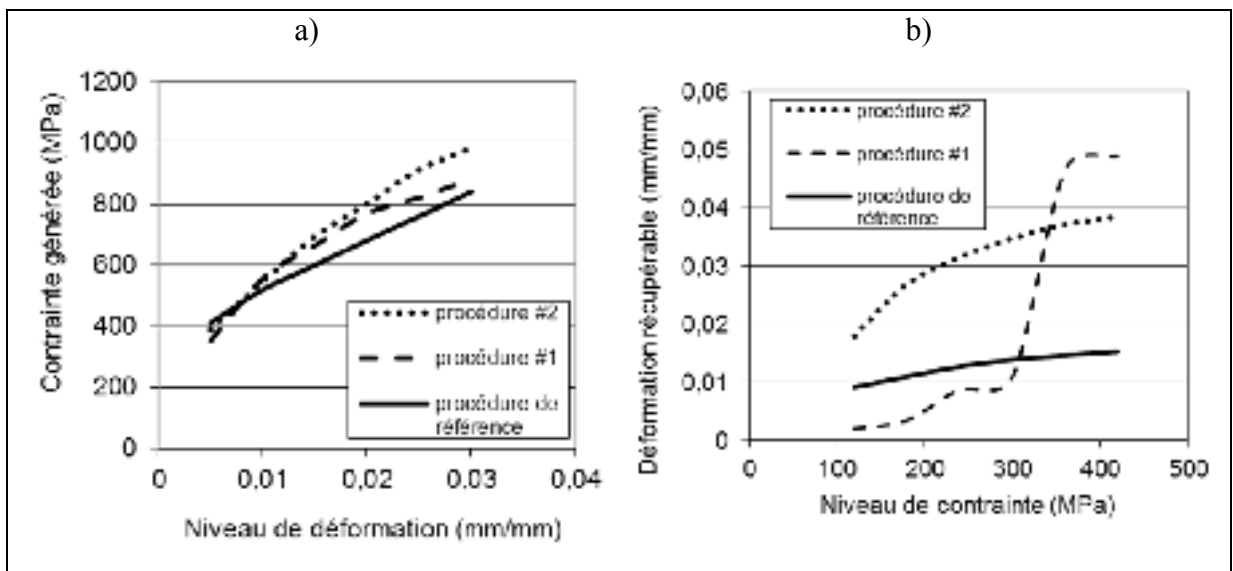 a)
1200
1000
800
600
400
200
0
Contrainte générée (MPa)
procédure #2
procédure #1
procédure de
référence
0
0,01
0,02
0,03
0,04
Niveau de déformation (mm/mm)
b)
0,06
0,05
0,04
0,03
0,02
0,01
0
Déformation récupérable (mm/mm)
procédure #2
procédure #1
procédure de
référence
0
100
200
300
400
500
Niveau de contrainte (MPa)